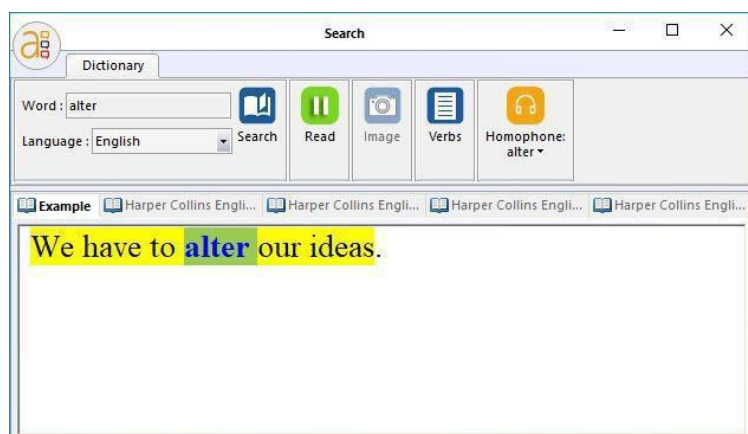 Search
Dictionary
Word : alter
Language : English
Search
Read
Image
Verbs
Homophone:
alter
Example Harper Collins Engli... Harper Collins Engli... Harper Collins Engli... Harper Collins Engli...
We have to alter our ideas.